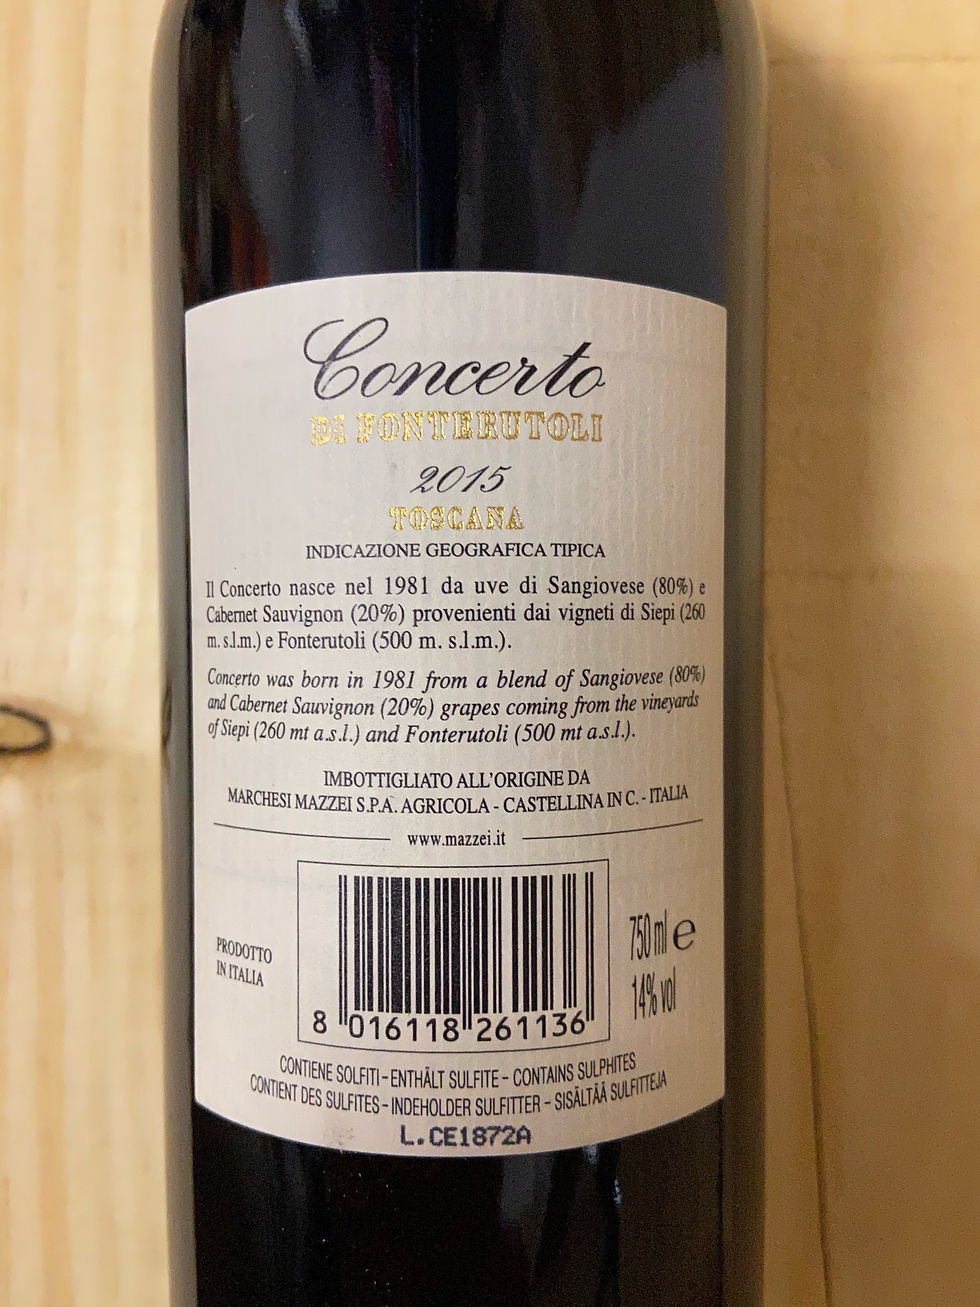 Concerto
DI FONTERUTOLI
2015
TOSCANA
INDICAZIONE GEOGRAFICA TIPICA
Il Concerto nasce nel 1981 da uve di Sangiovese (80%) e
Cabernet Sauvignon (20%) provenienti dai vigneti di Siepi (260
m. s.l.m.) e Fonterutoli (500 m. s.l.m.).
Concerto was born in 1981 from a blend of Sangiovese (80%)
and Cabernet Sauvignon (20%) grapes coming from the vineyards
of Siepi (260 mt a.s.l.) and Fonterutoli (500 mt a.s.l.).
IMBOTTIGLIATO ALL'ORIGINE DA
MARCHESI MAZZEI S.P.A. AGRICOLA - CASTELLINA IN C. - ITALIA
www.mazzei.it
PRODOTTO
IN ITALIA
8 016118 261136
750 ml e
14% vol
CONTIENE SOLFITI - ENTHÄLT SULFITE - CONTAINS SULPHITES
CONTIENT DES SULFITES - INDEHOLDER SULFITTER - SISÄLTÄÄ SULFITTEJA
L.CE1872A